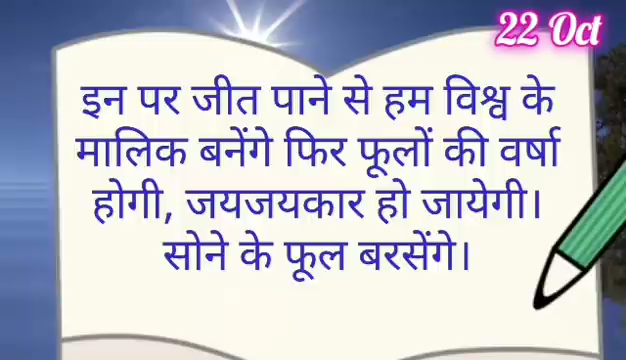 22 Oct
इन पर जीत पाने से हम विश्व के
मालिक बनेंगे फिर फूलों की वर्षा
होगी, जयजयकार हो जायेगी।
सोने के फूल बरसेंगे।